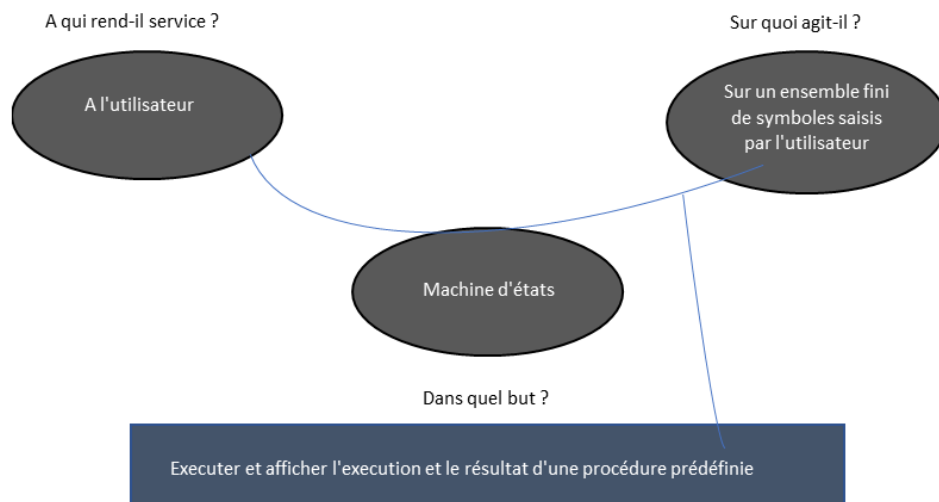 A qui rend-il service ?
Sur quoi agit-il ?
A l'utilisateur
Sur un ensemble fini
de symboles saisis
par l'utilisateur
Machine d'états
Dans quel but ?
Executer et afficher l'execution et le résultat d'une procédure prédéfinie